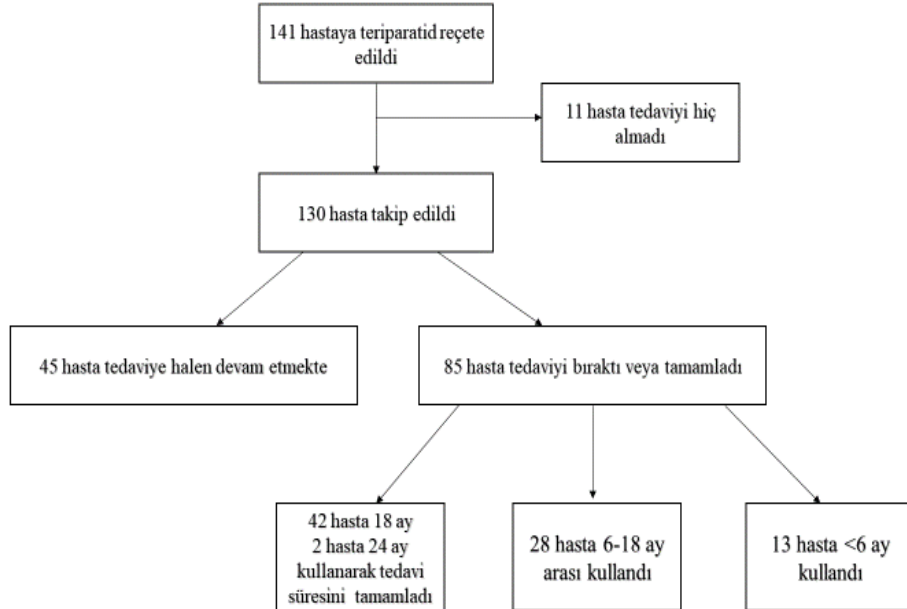 141 hastaya teriparatid reçete
edildi
11 hasta tedaviyi hiç
almadı
130 hasta takip edildi
45 hasta tedaviye halen devam etmekte
85 hasta tedaviyi bıraktı veya tamamladı
42 hasta 18 ay
2 hasta 24 ay
kullanarak tedavi
süresini tamamladı
28 hasta 6-18 ay
arası kullandı
13 hasta <6 ay
kullandı